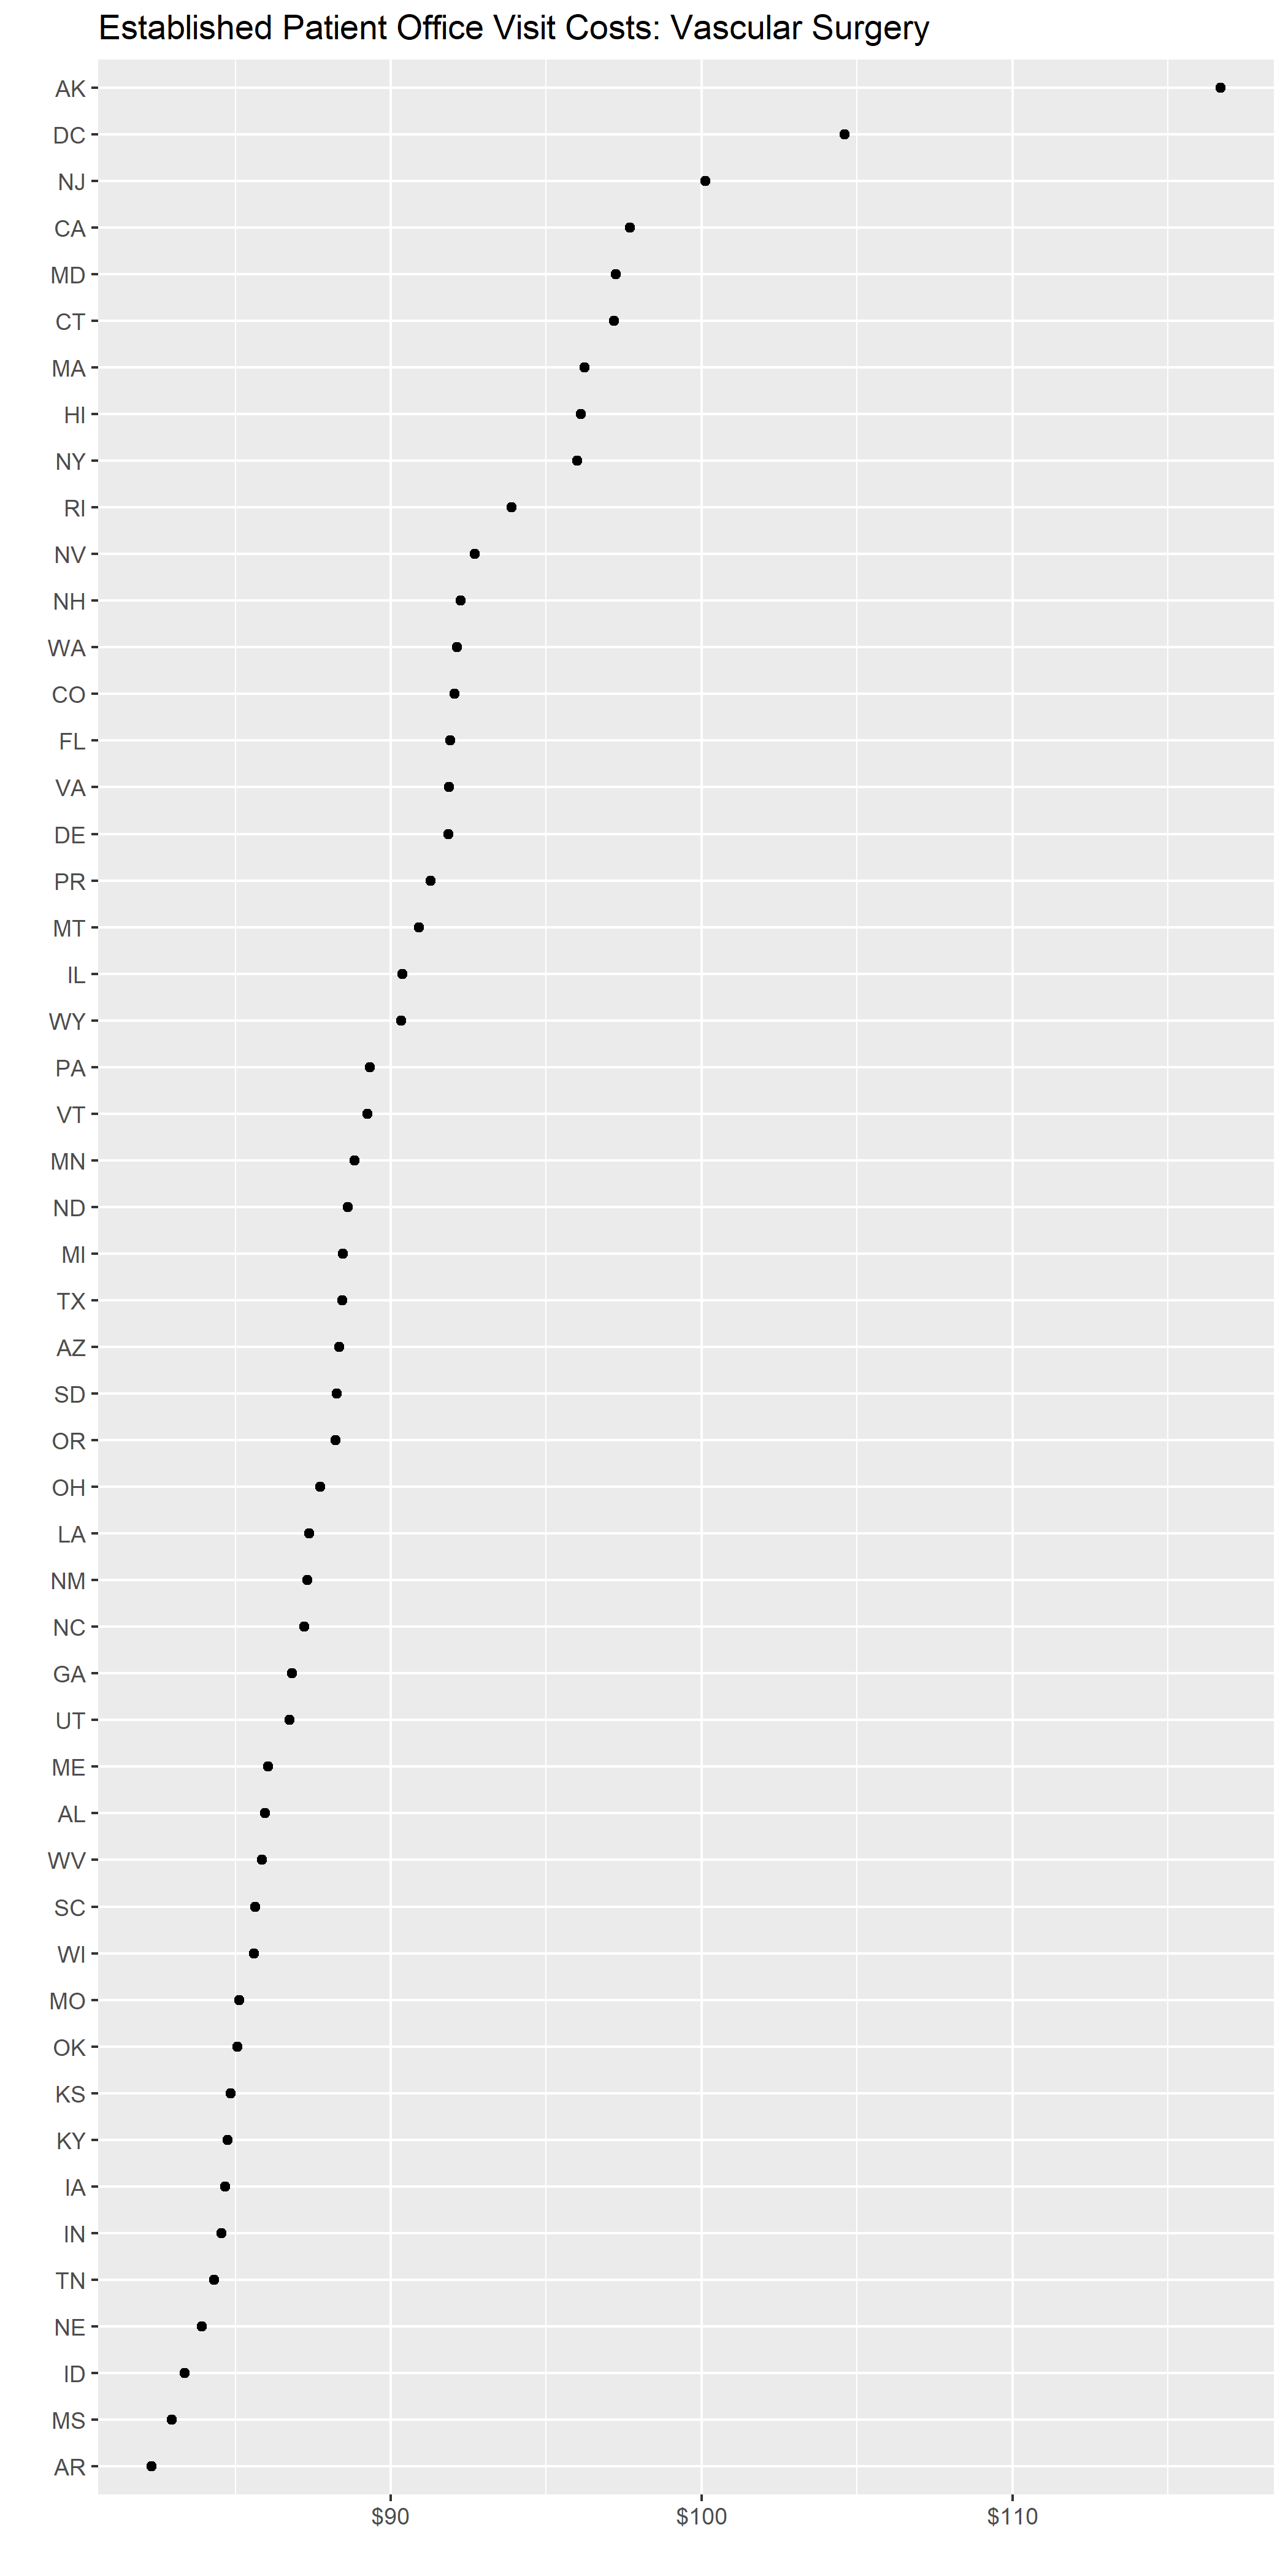 Established Patient Office Visit Costs: Vascular Surgery
AK
DC
NJ
CA
MD
CT
MA
HI
NY
RI
NV
NH
WA
CO
FL
VA
DE
PR
MT
IL
WY
PA
VT
MN
ND
MI
TX
AZ
SD
OR
OH
LA
NM
NC
GA
UT
ME
AL
WV
SC
WI
MO
OK
KS
KY
IA
IN
TN
NE
ID
MS
AR
$90 $100 $110